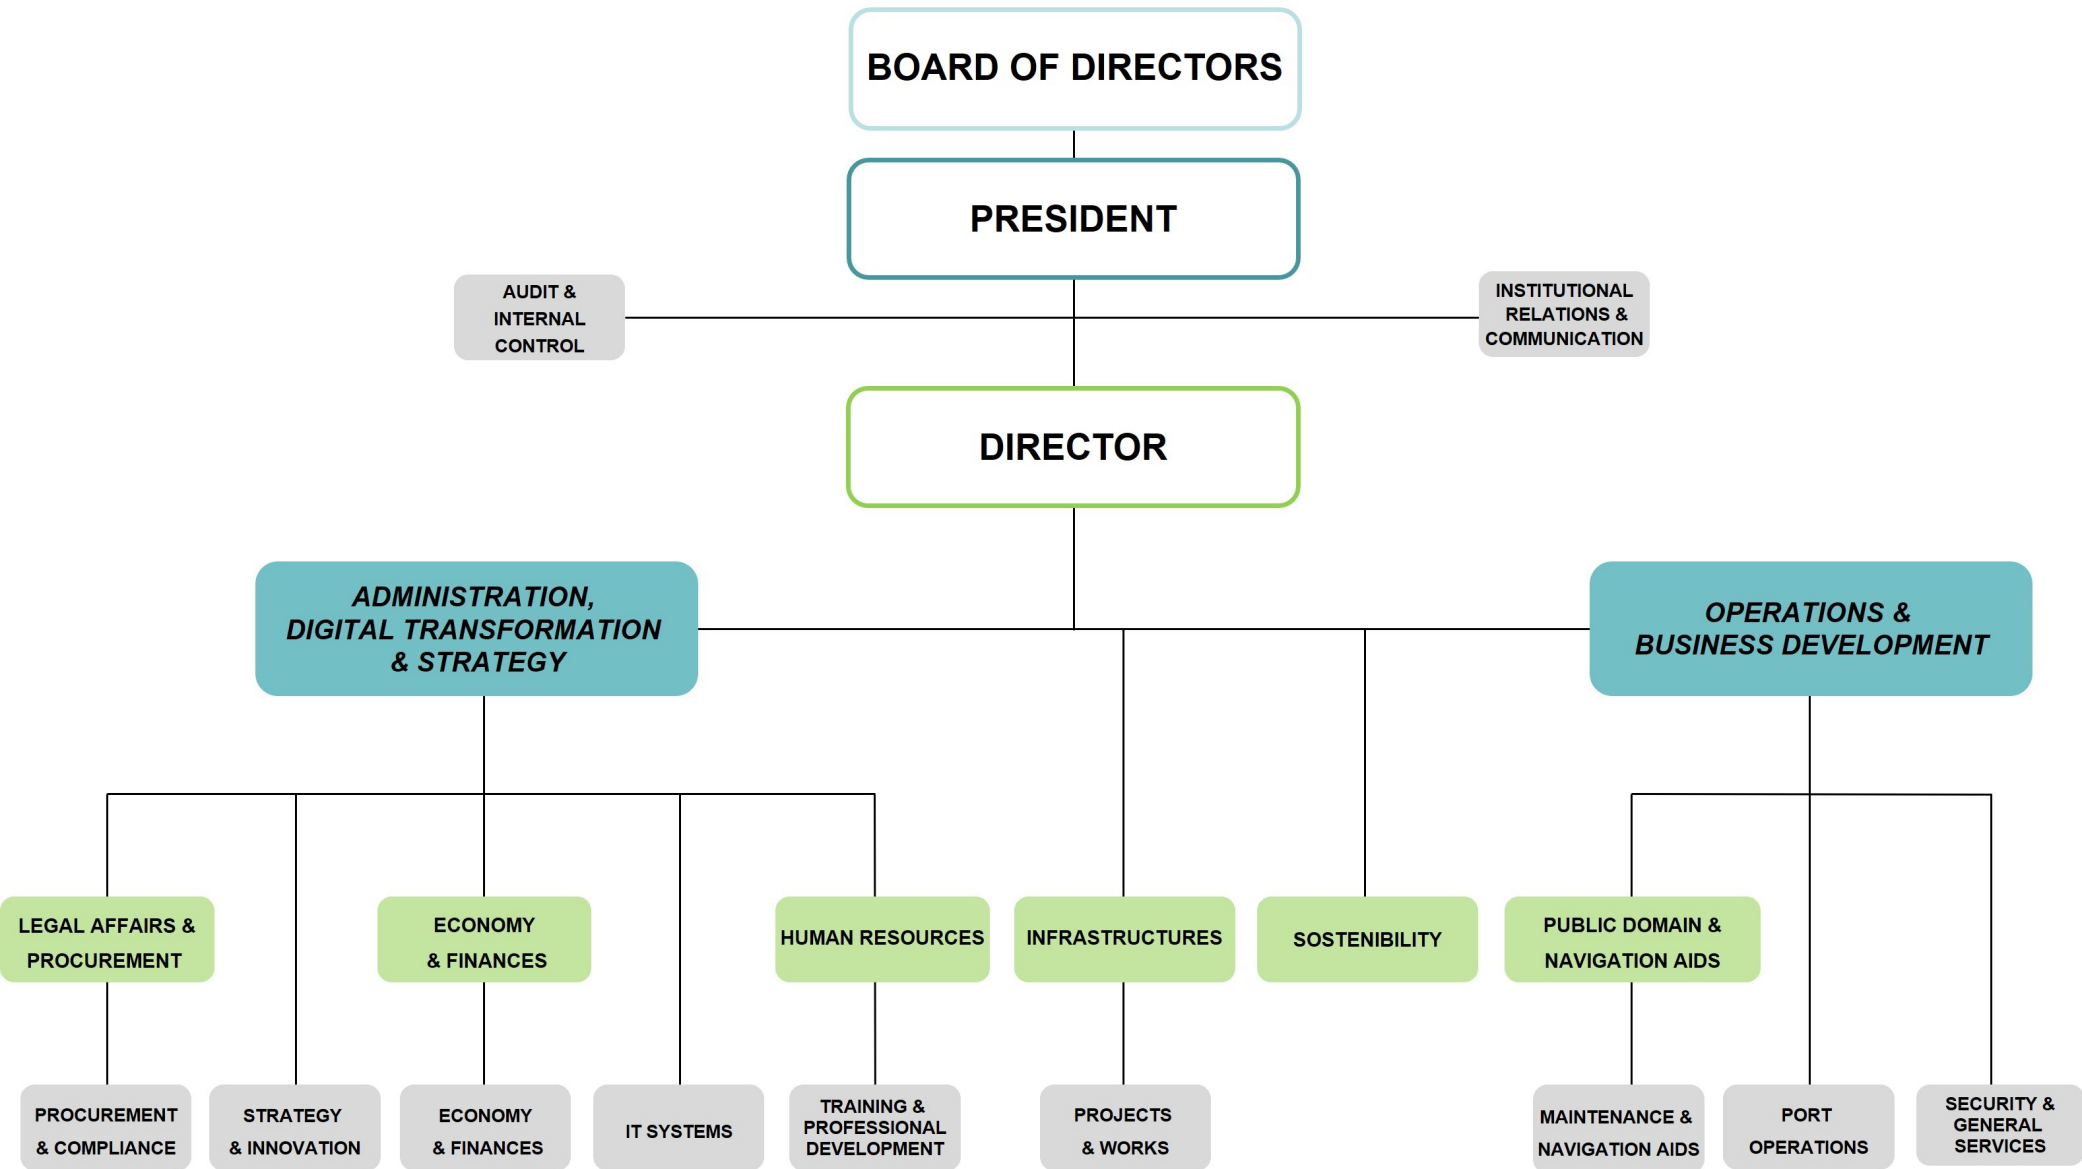 BOARD OF DIRECTORS
PRESIDENT
AUDIT &
INTERNAL
CONTROL
INSTITUTIONAL
RELATIONS &
COMMUNICATION
DIRECTOR
ADMINISTRATION,
DIGITAL TRANSFORMATION
& STRATEGY
OPERATIONS &
BUSINESS DEVELOPMENT
LEGAL AFFAIRS &
PROCUREMENT
ECONOMY
& FINANCES
HUMAN RESOURCES
INFRASTRUCTURES
SOSTENIBILITY
PUBLIC DOMAIN &
NAVIGATION AIDS
PROCUREMENT
& COMPLIANCE
STRATEGY
& INNOVATION
ECONOMY
& FINANCES
IT SYSTEMS
TRAINING &
PROFESSIONAL
DEVELOPMENT
PROJECTS
& WORKS
MAINTENANCE &
NAVIGATION AIDS
PORT
OPERATIONS
SECURITY &
GENERAL
SERVICES